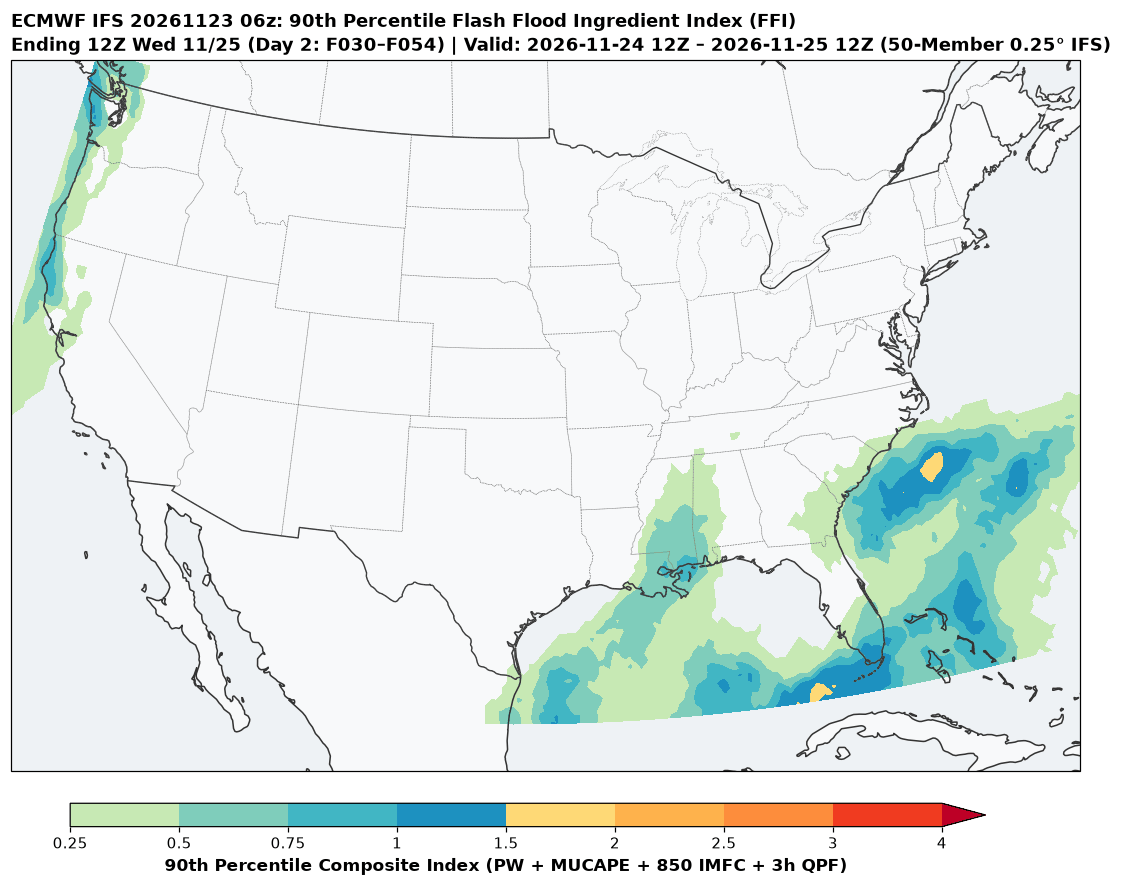 ECMWF IFS 20261123 06z: 90th Percentile Flash Flood Ingredient Index (FFI)
Ending 12Z Wed 11/25 (Day 2: F030–F054) | Valid: 2026-11-24 12Z – 2026-11-25 12Z (50-Member 0.25° IFS)
0.25 0.5 0.75 1 1.5 2 2.5 3 4
90th Percentile Composite Index (PW + MUCAPE + 850 IMFC + 3h QPF)